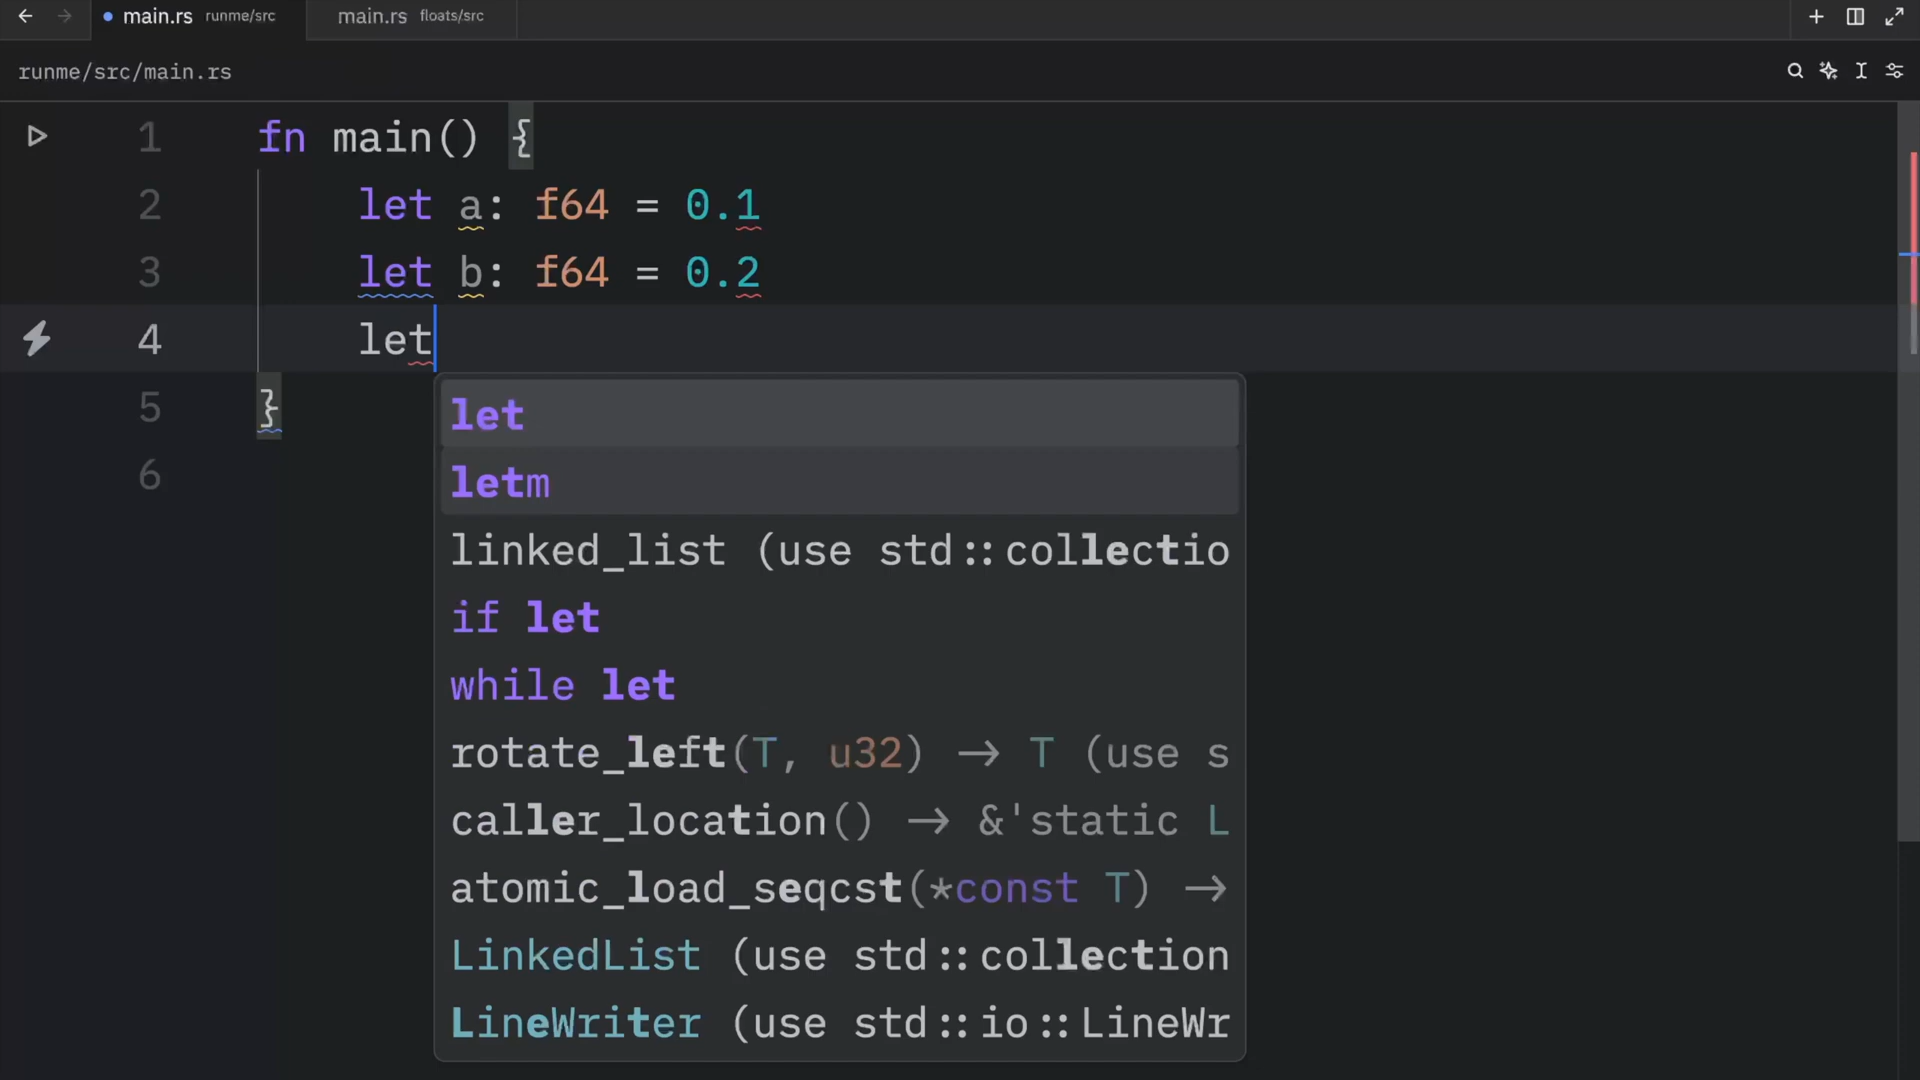 main.rs runme/src main.rs floats/src
runme/src/main.rs
1 fn main() {
2 let a: f64 = 0.1
3 let b: f64 = 0.2
4 let
5 }
6
let
letm
linked_list (use std::collectio
if let
while let
rotate_left(T, u32) → T (use s
caller_location() → &'static L
atomic_load_seqcst(*const T) →
LinkedList (use std::collection
LineWriter (use std::io::LineWr